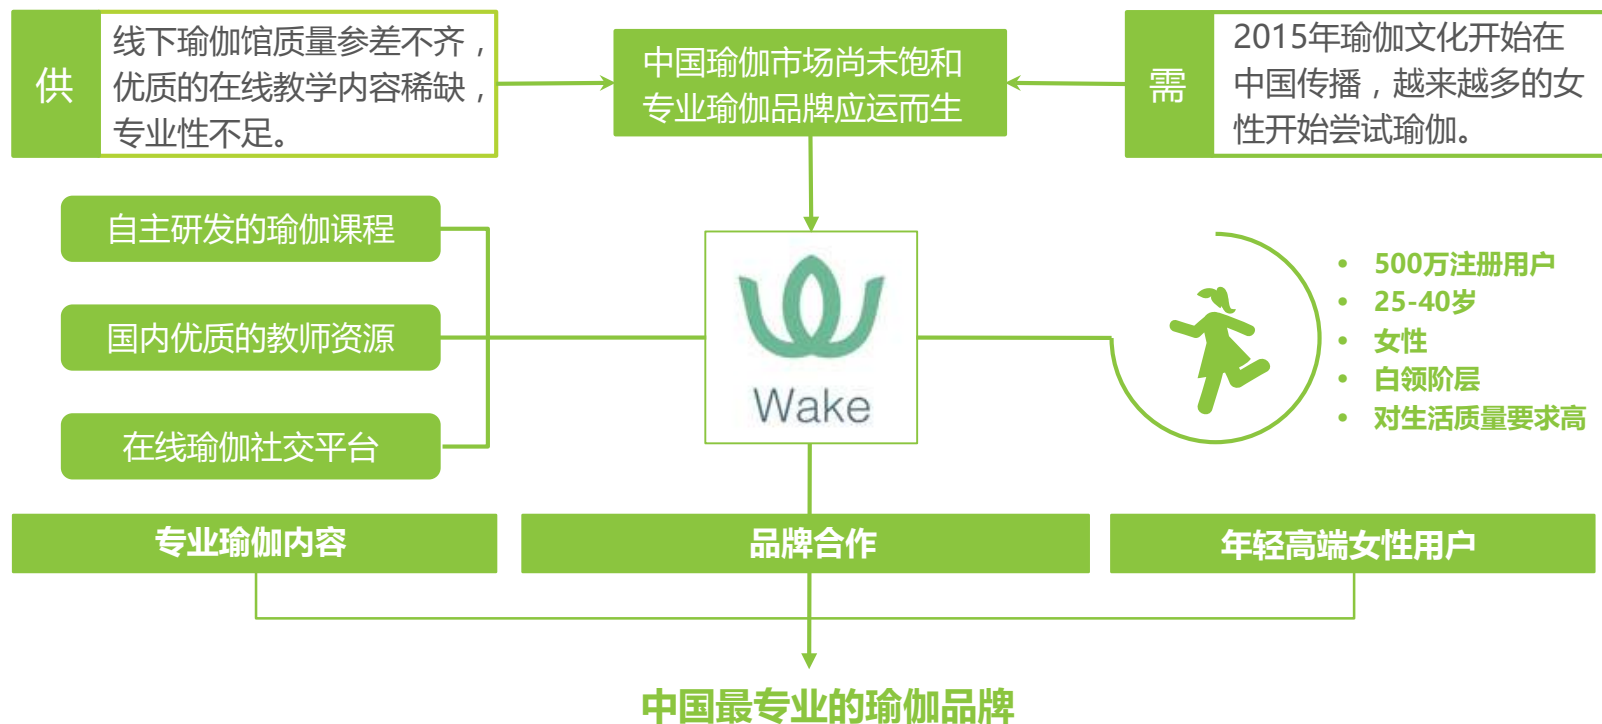 供
线下瑜伽馆质量参差不齐，
优质的在线教学内容稀缺，
专业性不足。
中国瑜伽市场尚未饱和
专业瑜伽品牌应运而生
需
2015年瑜伽文化开始在
中国传播，越来越多的女
性开始尝试瑜伽。
自主研发的瑜伽课程
国内优质的教师资源
在线瑜伽社交平台
Wake
• 500万注册用户
• 25-40岁
• 女性
• 白领阶层
• 对生活质量要求高
专业瑜伽内容
品牌合作
年轻高端女性用户
中国最专业的瑜伽品牌